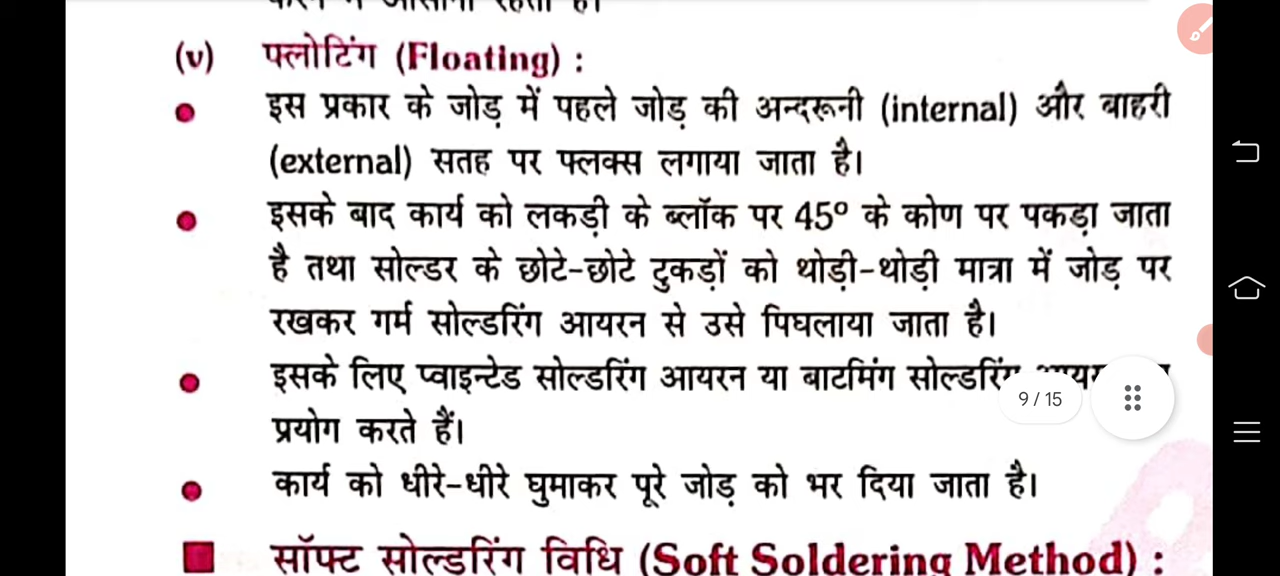 (v) फ्लोटिंग (Floating) :
इस प्रकार के जोड़ में पहले जोड़ की अन्दरूनी (internal) और बाहरी
(external) सतह पर फ्लक्स लगाया जाता है।
इसके बाद कार्य को लकड़ी के ब्लॉक पर 45º के कोण पर पकड़ा जाता
है तथा सोल्डर के छोटे-छोटे टुकड़ों को थोड़ी-थोड़ी मात्रा में जोड़ पर
रखकर गर्म सोल्डरिंग आयरन से उसे पिघलाया जाता है।
इसके लिए प्वाइन्टेड सोल्डरिंग आयरन या बाटमिंग सोल्डरिंग
9 / 15
प्रयोग करते हैं।
कार्य को धीरे-धीरे घुमाकर पूरे जोड़ को भर दिया जाता है।
सॉफ्ट सोल्डरिंग विधि (Soft Soldering Method) :